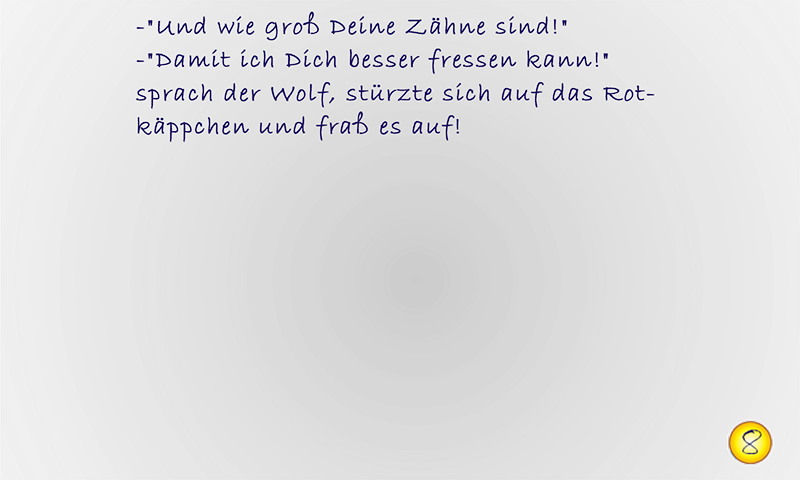 -"Und wie groß Deine Zähne sind!"
-"Damit ich Dich besser fressen kann!"
sprach der Wolf, stürzte sich auf das Rot-
käppchen und fraß es auf!
8